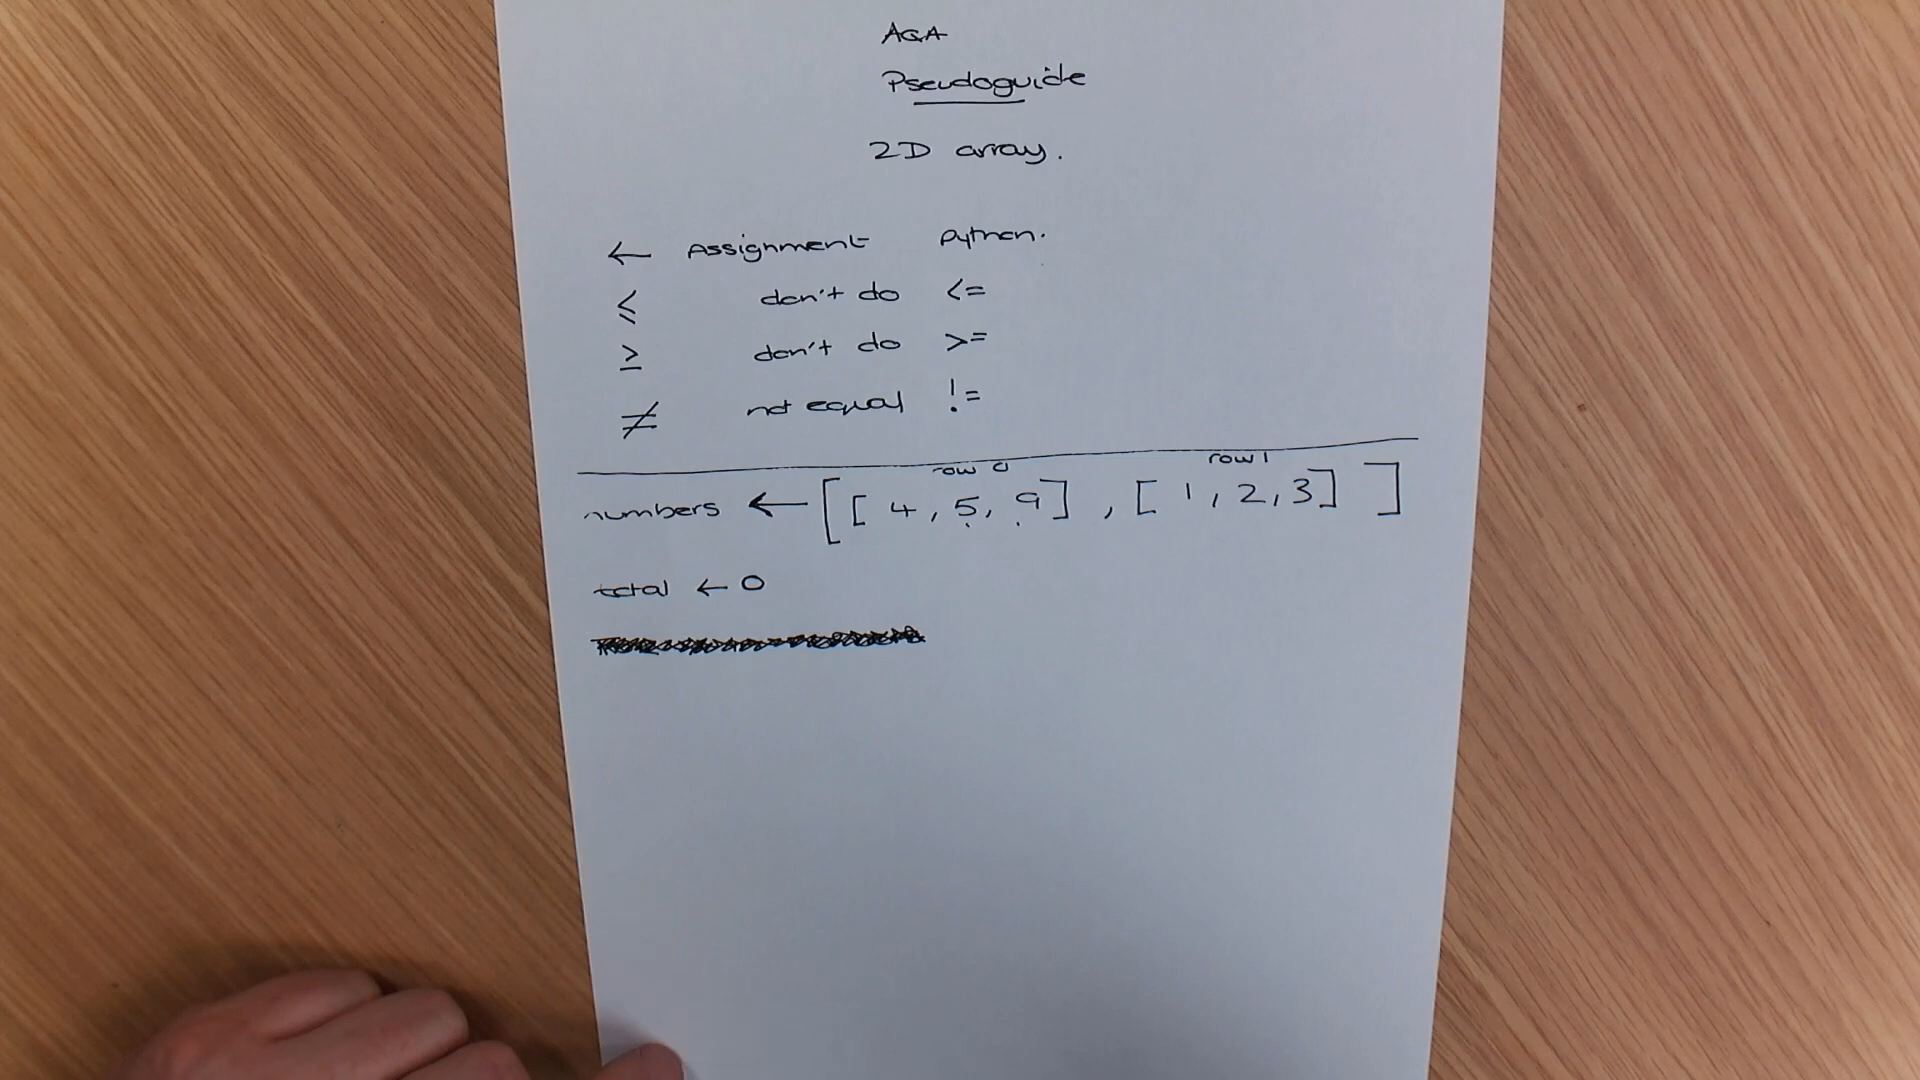 AQA
Pseudoguide
2D array.
← Assignment Python.
≤ don't do <=
≥ don't do >=
≠ not equal !=
row 0 row 1
numbers ← [[4, 5, 9], [1, 2, 3]]
total ← 0